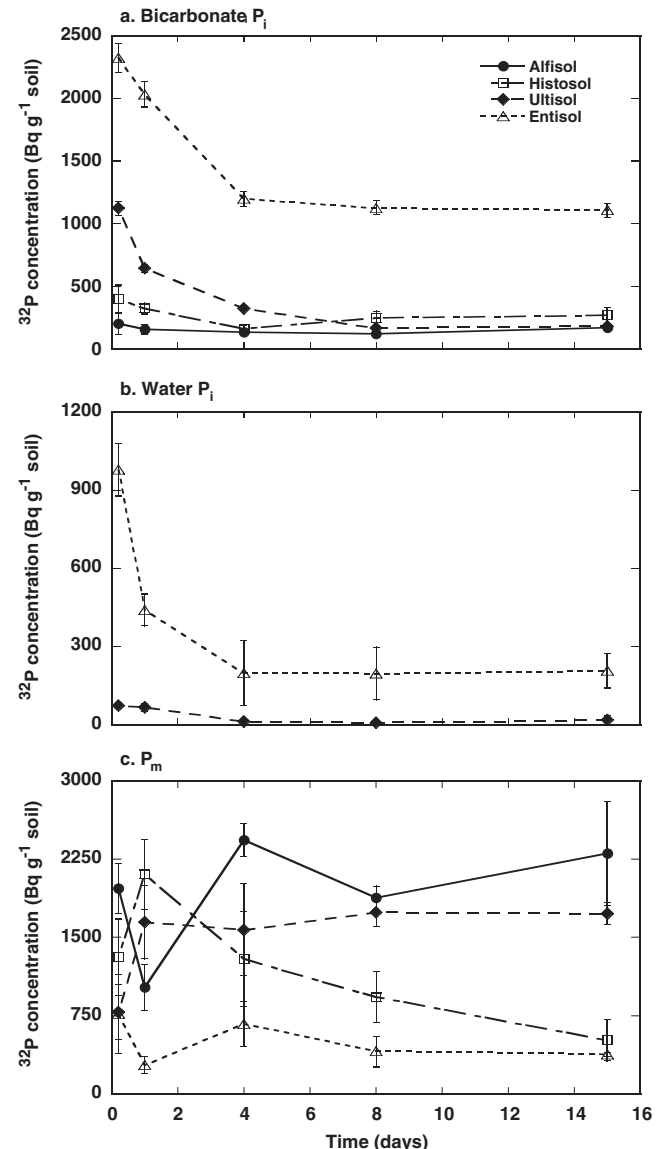 a. Bicarbonate Pi
2500
2000
1500
1000
500
0
32P concentration (Bq g-1 soil)
Alfisol
Histosol
Ultisol
Entisol
b. Water Pi
1200
900
600
300
0
32P concentration (Bq g-1 soil)
c. Pm
3000
2250
1500
750
0
32P concentration (Bq g-1 soil)
0 2 4 6 8 10 12 14 16
Time (days)